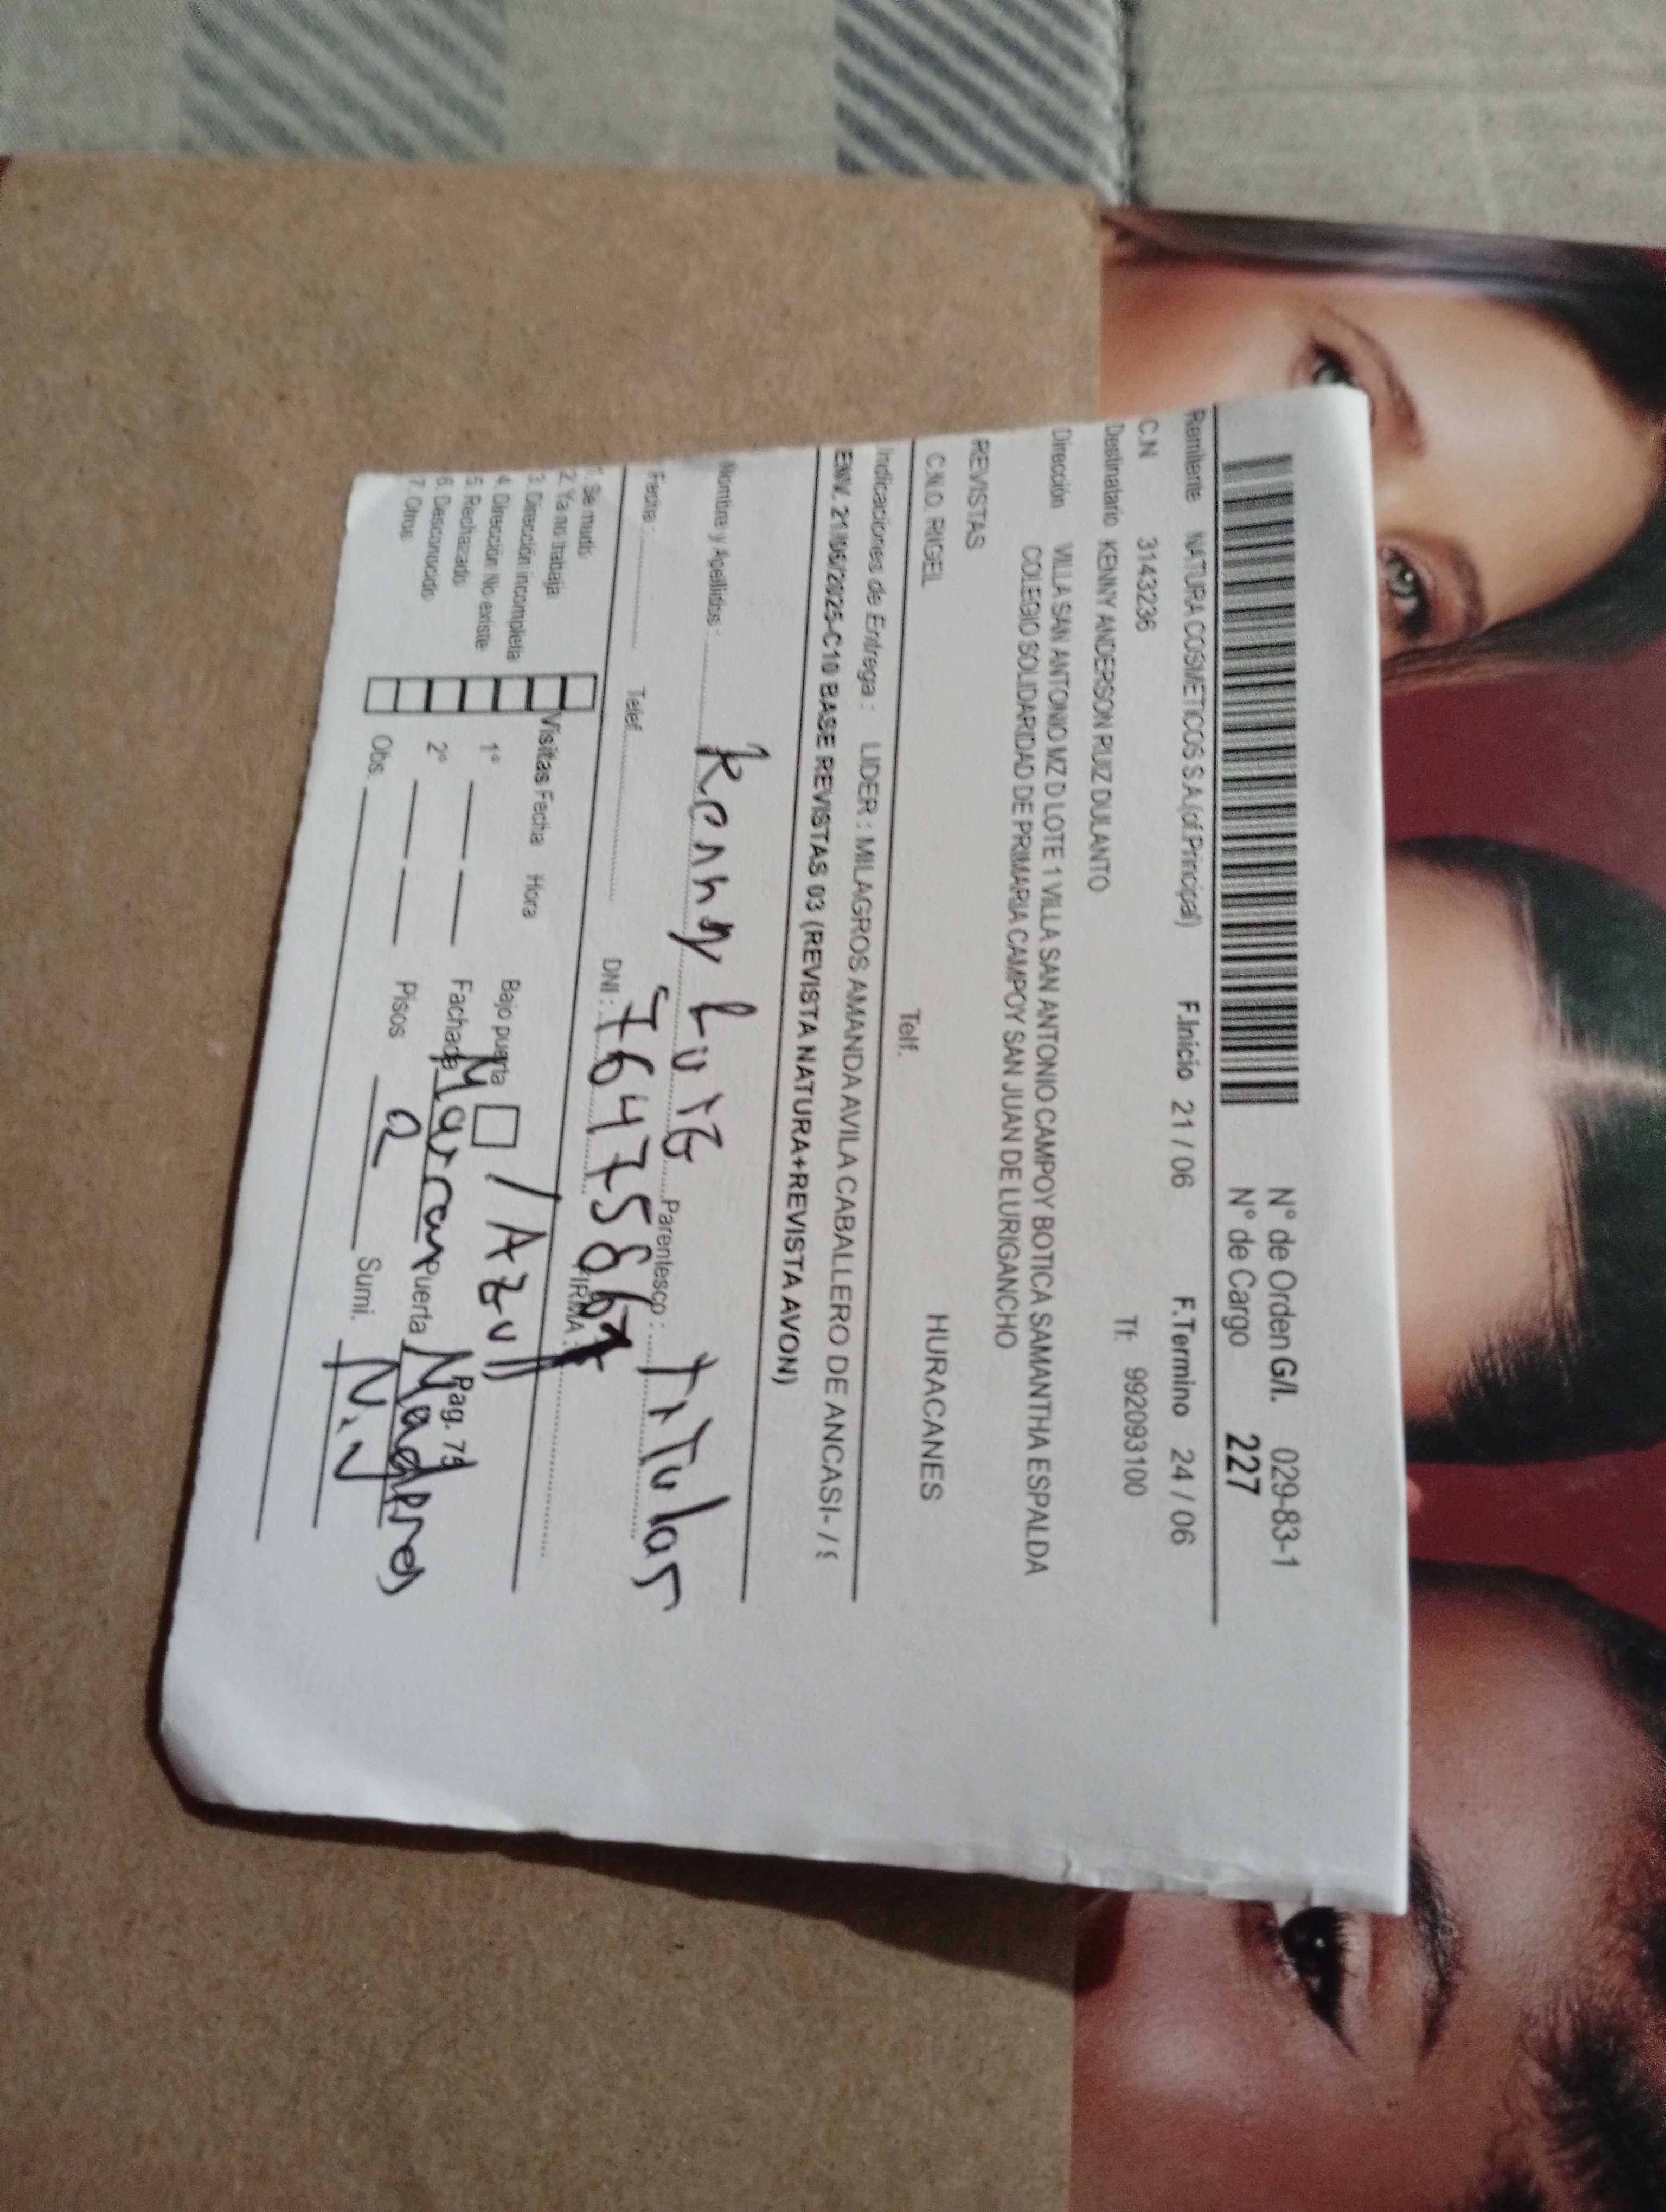 N° de Orden G/I. 029-83-1
N° de Cargo 227
Remitente NATURA COSMETICOS S.A.(of.Principal) F.Inicio 21 / 06 F.Termino 24 / 06
C.N 3143236
Destinatario KENNY ANDERSON RUIZ DULANTO Tf: 992093100
Dirección VILLA SAN ANTONIO MZ D LOTE 1 VILLA SAN ANTONIO CAMPOY BOTICA SAMANTHA ESPALDA
COLEGIO SOLIDARIDAD DE PRIMARIA CAMPOY SAN JUAN DE LURIGANCHO
REVISTAS
C.N.O. RIGEIL Telf. HURACANES
Indicaciones de Entrega : LIDER : MILAGROS AMANDA AVILA CABALLERO DE ANCASI- /
ENV. 21/06/2025-C10 BASE REVISTAS 03 (REVISTA NATURA+REVISTA AVON)
Nombre y Apellidos : Kenny Ruiz Parentesco : Titular
Fecha : Telef. DNI : 76475867
FIRMA :
1. Se mudo
2. Ya no trabaja
3. Dirección incompleta
4. Dirección No existe
5. Rechazado
6. Desconocido
7. Otros
Visitas Fecha Hora
1°
2°
Obs.
Bajo puerta / Azul Pag. 75
Fachada Marron Puerta Madera
Pisos 2 Sumi. N.V